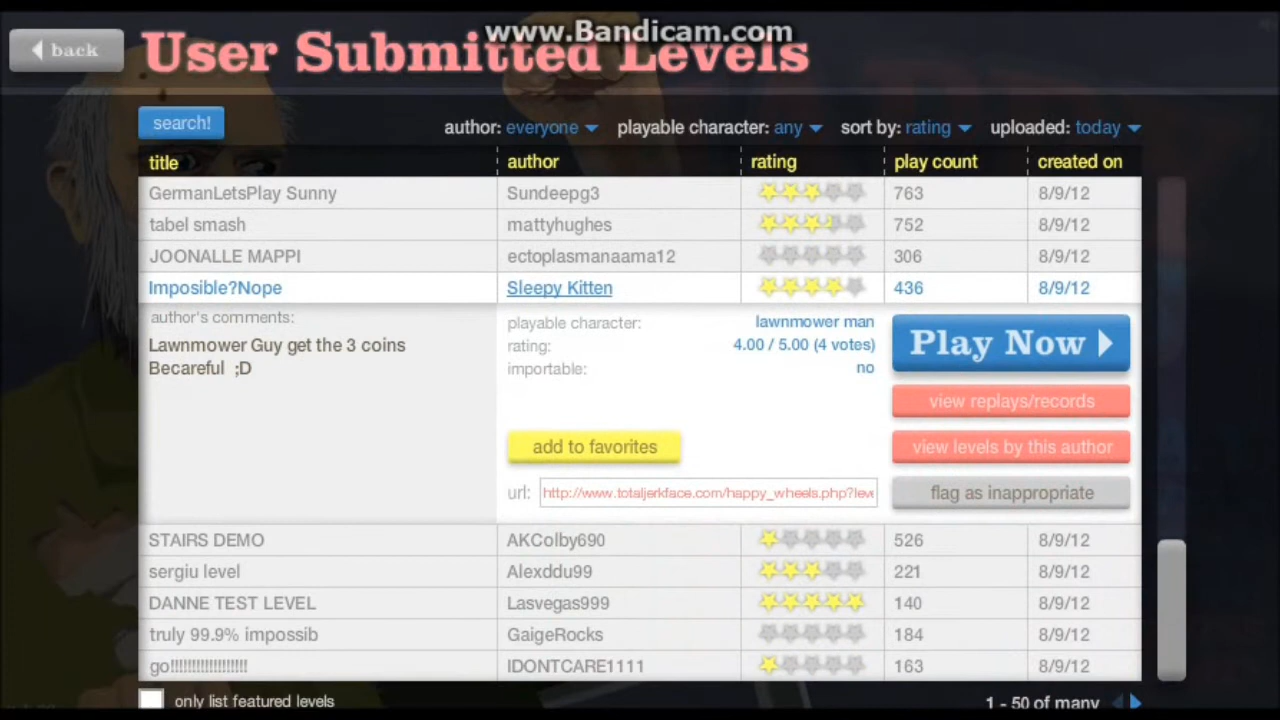 www.Bandicam.com
back
User Submitted Levels
search!
author: everyone playable character: any sort by: rating uploaded: today
title author rating play count created on
GermanLetsPlay Sunny Sundeepg3 763 8/9/12
tabel smash mattyhughes 752 8/9/12
JOONALLE MAPPI ectoplasmanaama12 306 8/9/12
Imposible?Nope Sleepy Kitten 436 8/9/12
author's comments:
Lawnmower Guy get the 3 coins
Becareful ;D
playable character: lawnmower man
rating: 4.00 / 5.00 (4 votes)
importable: no
Play Now
view replays/records
add to favorites
view levels by this author
url: http://www.totaljerkface.com/happy_wheels.php?leve
flag as inappropriate
STAIRS DEMO AKColby690 526 8/9/12
sergiu level Alexddu99 221 8/9/12
DANNE TEST LEVEL Lasvegas999 140 8/9/12
truly 99.9% impossib GaigeRocks 184 8/9/12
go!!!!!!!!!!!!!!!!!! IDONTCARE1111 163 8/9/12
only list featured levels
1 - 50 of many